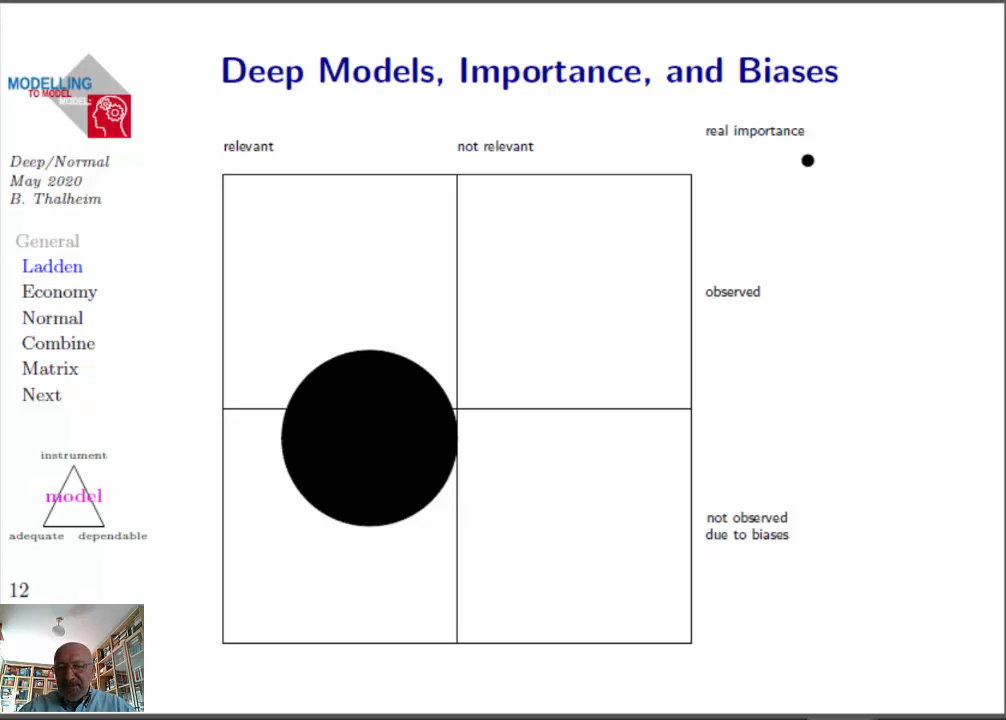 Deep Models, Importance, and Biases
MODELLING
TO MODEL
MODEL:
Deep/Normal
May 2020
B. Thalheim
General
Ladden
Economy
Normal
Combine
Matrix
Next
instrument
model
adequate dependable
12
relevant not relevant
real importance
observed
not observed
due to biases